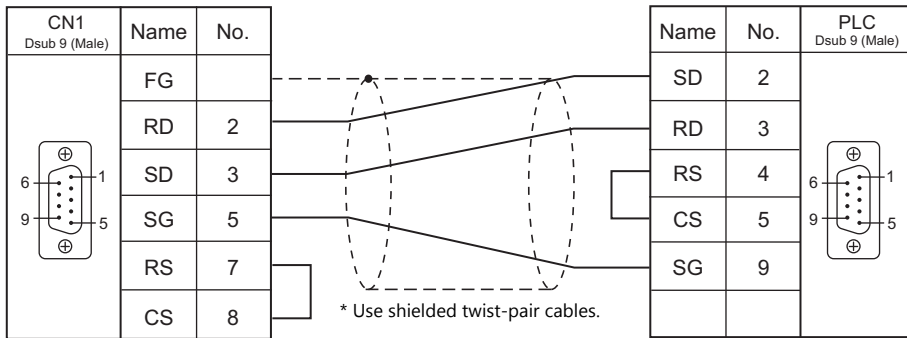 CN1
Dsub 9 (Male)
Name No.
FG
RD 2
SD 3
SG 5
RS 7
CS 8
6
1
9
5
* Use shielded twist-pair cables.
Name No.
PLC
Dsub 9 (Male)
SD 2
RD 3
RS 4
CS 5
SG 9
6
1
9
5